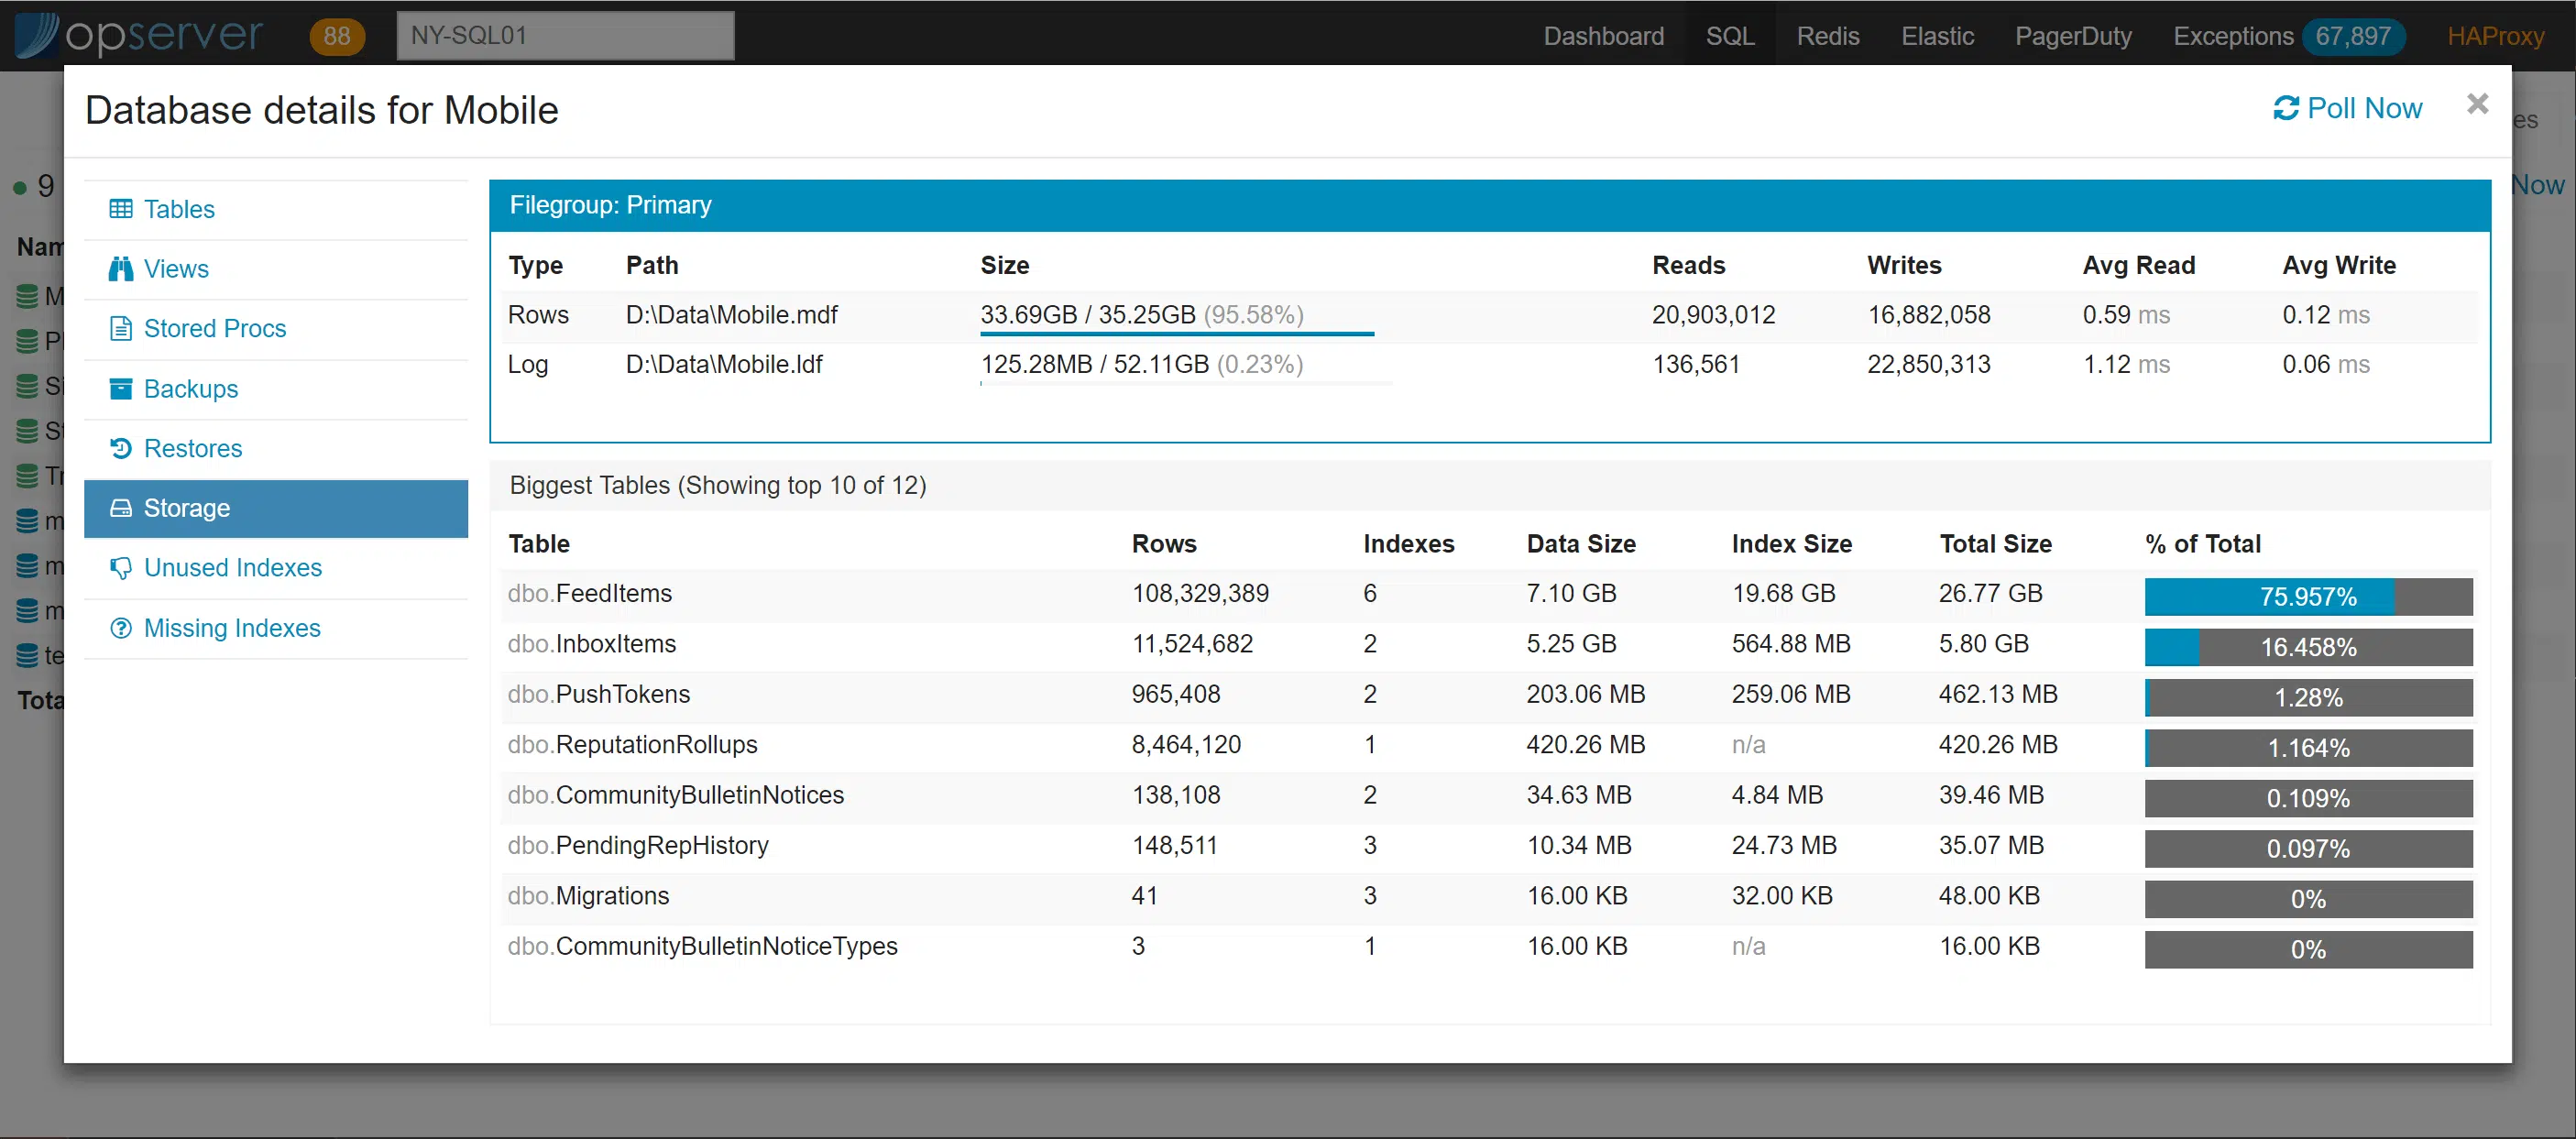 opserver 88 NY-SQL01 Dashboard SQL Redis Elastic PagerDuty Exceptions 67,897 HAProxy
Database details for Mobile Poll Now ×
9
Now
Tables
Views
Stored Procs
Backups
Restores
Storage
Unused Indexes
Missing Indexes
Filegroup: Primary
Type Path Size Reads Writes Avg Read Avg Write
Rows D:\Data\Mobile.mdf 33.69GB / 35.25GB (95.58%) 20,903,012 16,882,058 0.59 ms 0.12 ms
Log D:\Data\Mobile.ldf 125.28MB / 52.11GB (0.23%) 136,561 22,850,313 1.12 ms 0.06 ms
Biggest Tables (Showing top 10 of 12)
Table Rows Indexes Data Size Index Size Total Size % of Total
dbo.FeedItems 108,329,389 6 7.10 GB 19.68 GB 26.77 GB 75.957%
dbo.InboxItems 11,524,682 2 5.25 GB 564.88 MB 5.80 GB 16.458%
dbo.PushTokens 965,408 2 203.06 MB 259.06 MB 462.13 MB 1.28%
dbo.ReputationRollups 8,464,120 1 420.26 MB n/a 420.26 MB 1.164%
dbo.CommunityBulletinNotices 138,108 2 34.63 MB 4.84 MB 39.46 MB 0.109%
dbo.PendingRepHistory 148,511 3 10.34 MB 24.73 MB 35.07 MB 0.097%
dbo.Migrations 41 3 16.00 KB 32.00 KB 48.00 KB 0%
dbo.CommunityBulletinNoticeTypes 3 1 16.00 KB n/a 16.00 KB 0%